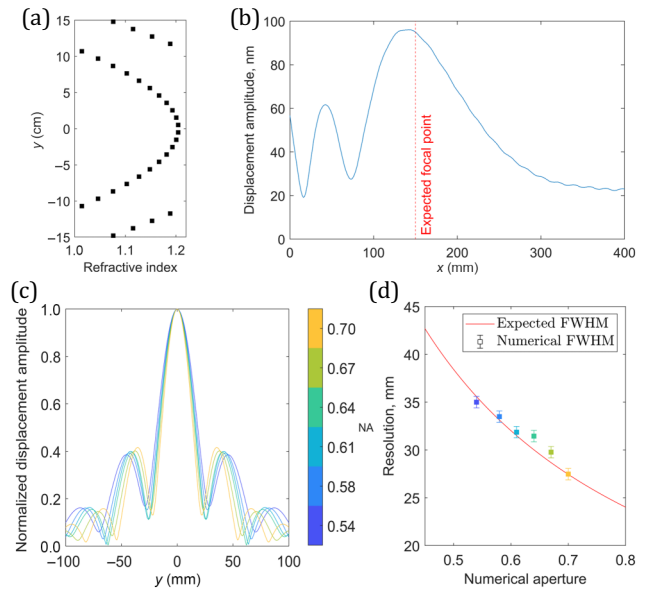 (a)
15
10
5
0
−5
−10
−15
y (cm)
1.0
1.1
1.2
Refractive index
(b)
100
80
60
40
20
0
Displacement amplitude, nm
Expected focal point
0
100
200
300
400
x (mm)
(c)
1.0
0.8
0.6
0.4
0.2
0.0
Normalized displacement amplitude
−100
−50
0
50
100
y (mm)
0.70
0.67
0.64
0.61
0.58
0.54
NA
(d)
40
35
30
25
20
Resolution, mm
Expected FWHM
Numerical FWHM
0.5
0.6
0.7
0.8
Numerical aperture